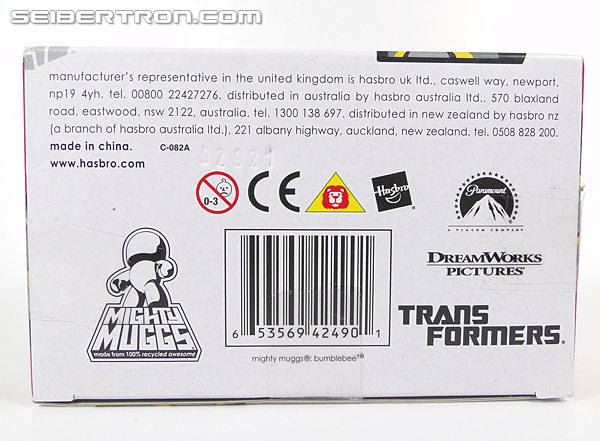 SEIBERTRON.COM
manufacturer's representative in the united kingdom is hasbro uk ltd., caswell way, newport,
np19 4yh. tel. 00800 22427276. distributed in australia by hasbro australia ltd., 570 blaxland
road, eastwood, nsw 2122, australia. tel. 1300 138 697. distributed in new zealand by hasbro nz
(a branch of hasbro australia ltd.), 221 albany highway, auckland, new zealand. tel. 0508 828 200.
made in china. C-082A
www.hasbro.com
92021
0-3 CE Hasbro
Paramount
A VIACOM COMPANY
DREAMWORKS
PICTURES®
MIGHTY
MUGGS
made from 100% recycled awesome
6 53569 42490 1
mighty muggs®: bumblebee™
TRANS
FORMERS.